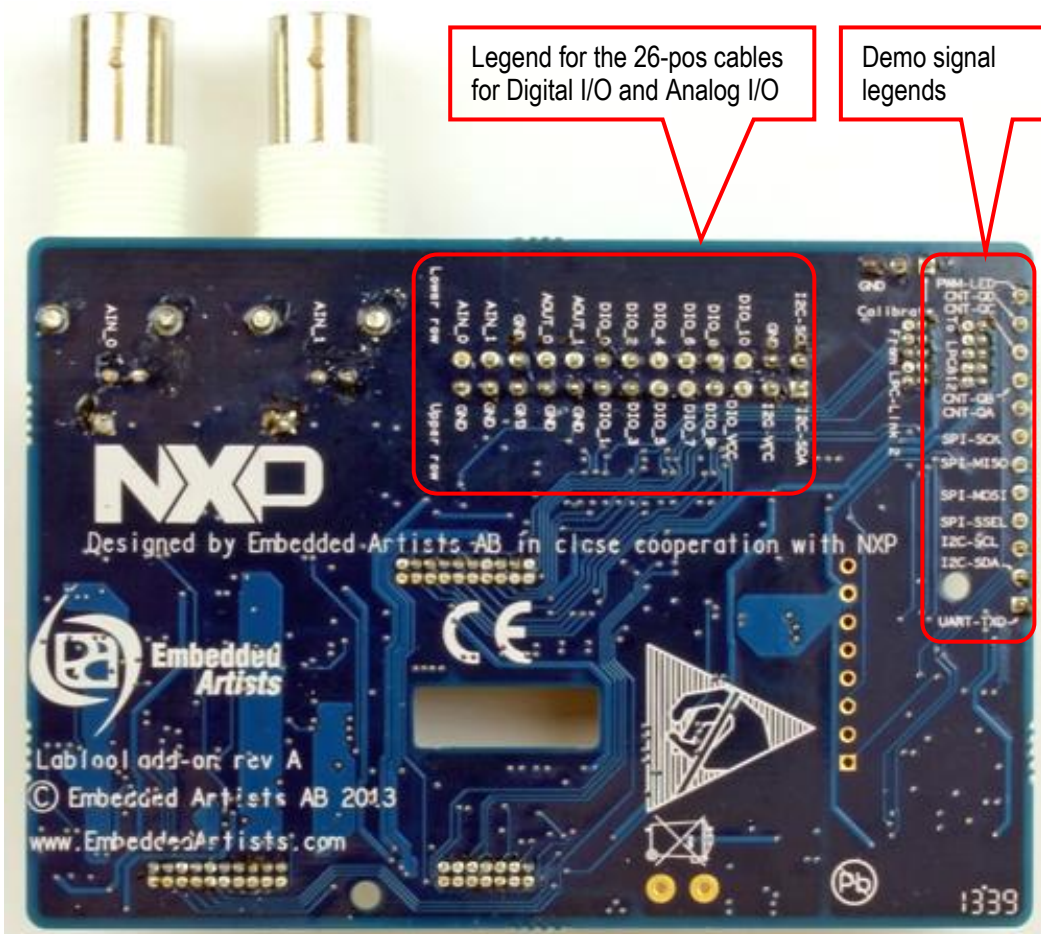 Legend for the 26-pos cables
for Digital I/O and Analog I/O
Demo signal
legends
Lower row
AIN_0
AIN_1
GND
AOUT_0
AOUT_1
DIO_0
DIO_2
DIO_4
DIO_6
DIO_8
DIO_10
GND
I2C-SCL
Upper row
GND
GND
GND
GND
GND
DIO_1
DIO_3
DIO_5
DIO_7
DIO_9
DIO_VCC
I2C-VCC
I2C-SDA
AIN_0
AIN_1
GND
Calibrate
From LPC-Link 2
PWM-LED
CNT-QD
CNT-QC
CNT-QB
CNT-QA
SPI-SCK
SPI-MISO
SPI-MOSI
SPI-SSEL
I2C-SCL
I2C-SDA
UART-TXD
NXP
Designed by Embedded Artists AB in close cooperation with NXP
CE
Embedded
Artists
Labtool add-on rev A
© Embedded Artists AB 2013
www.EmbeddedArtists.com
Pb
1339